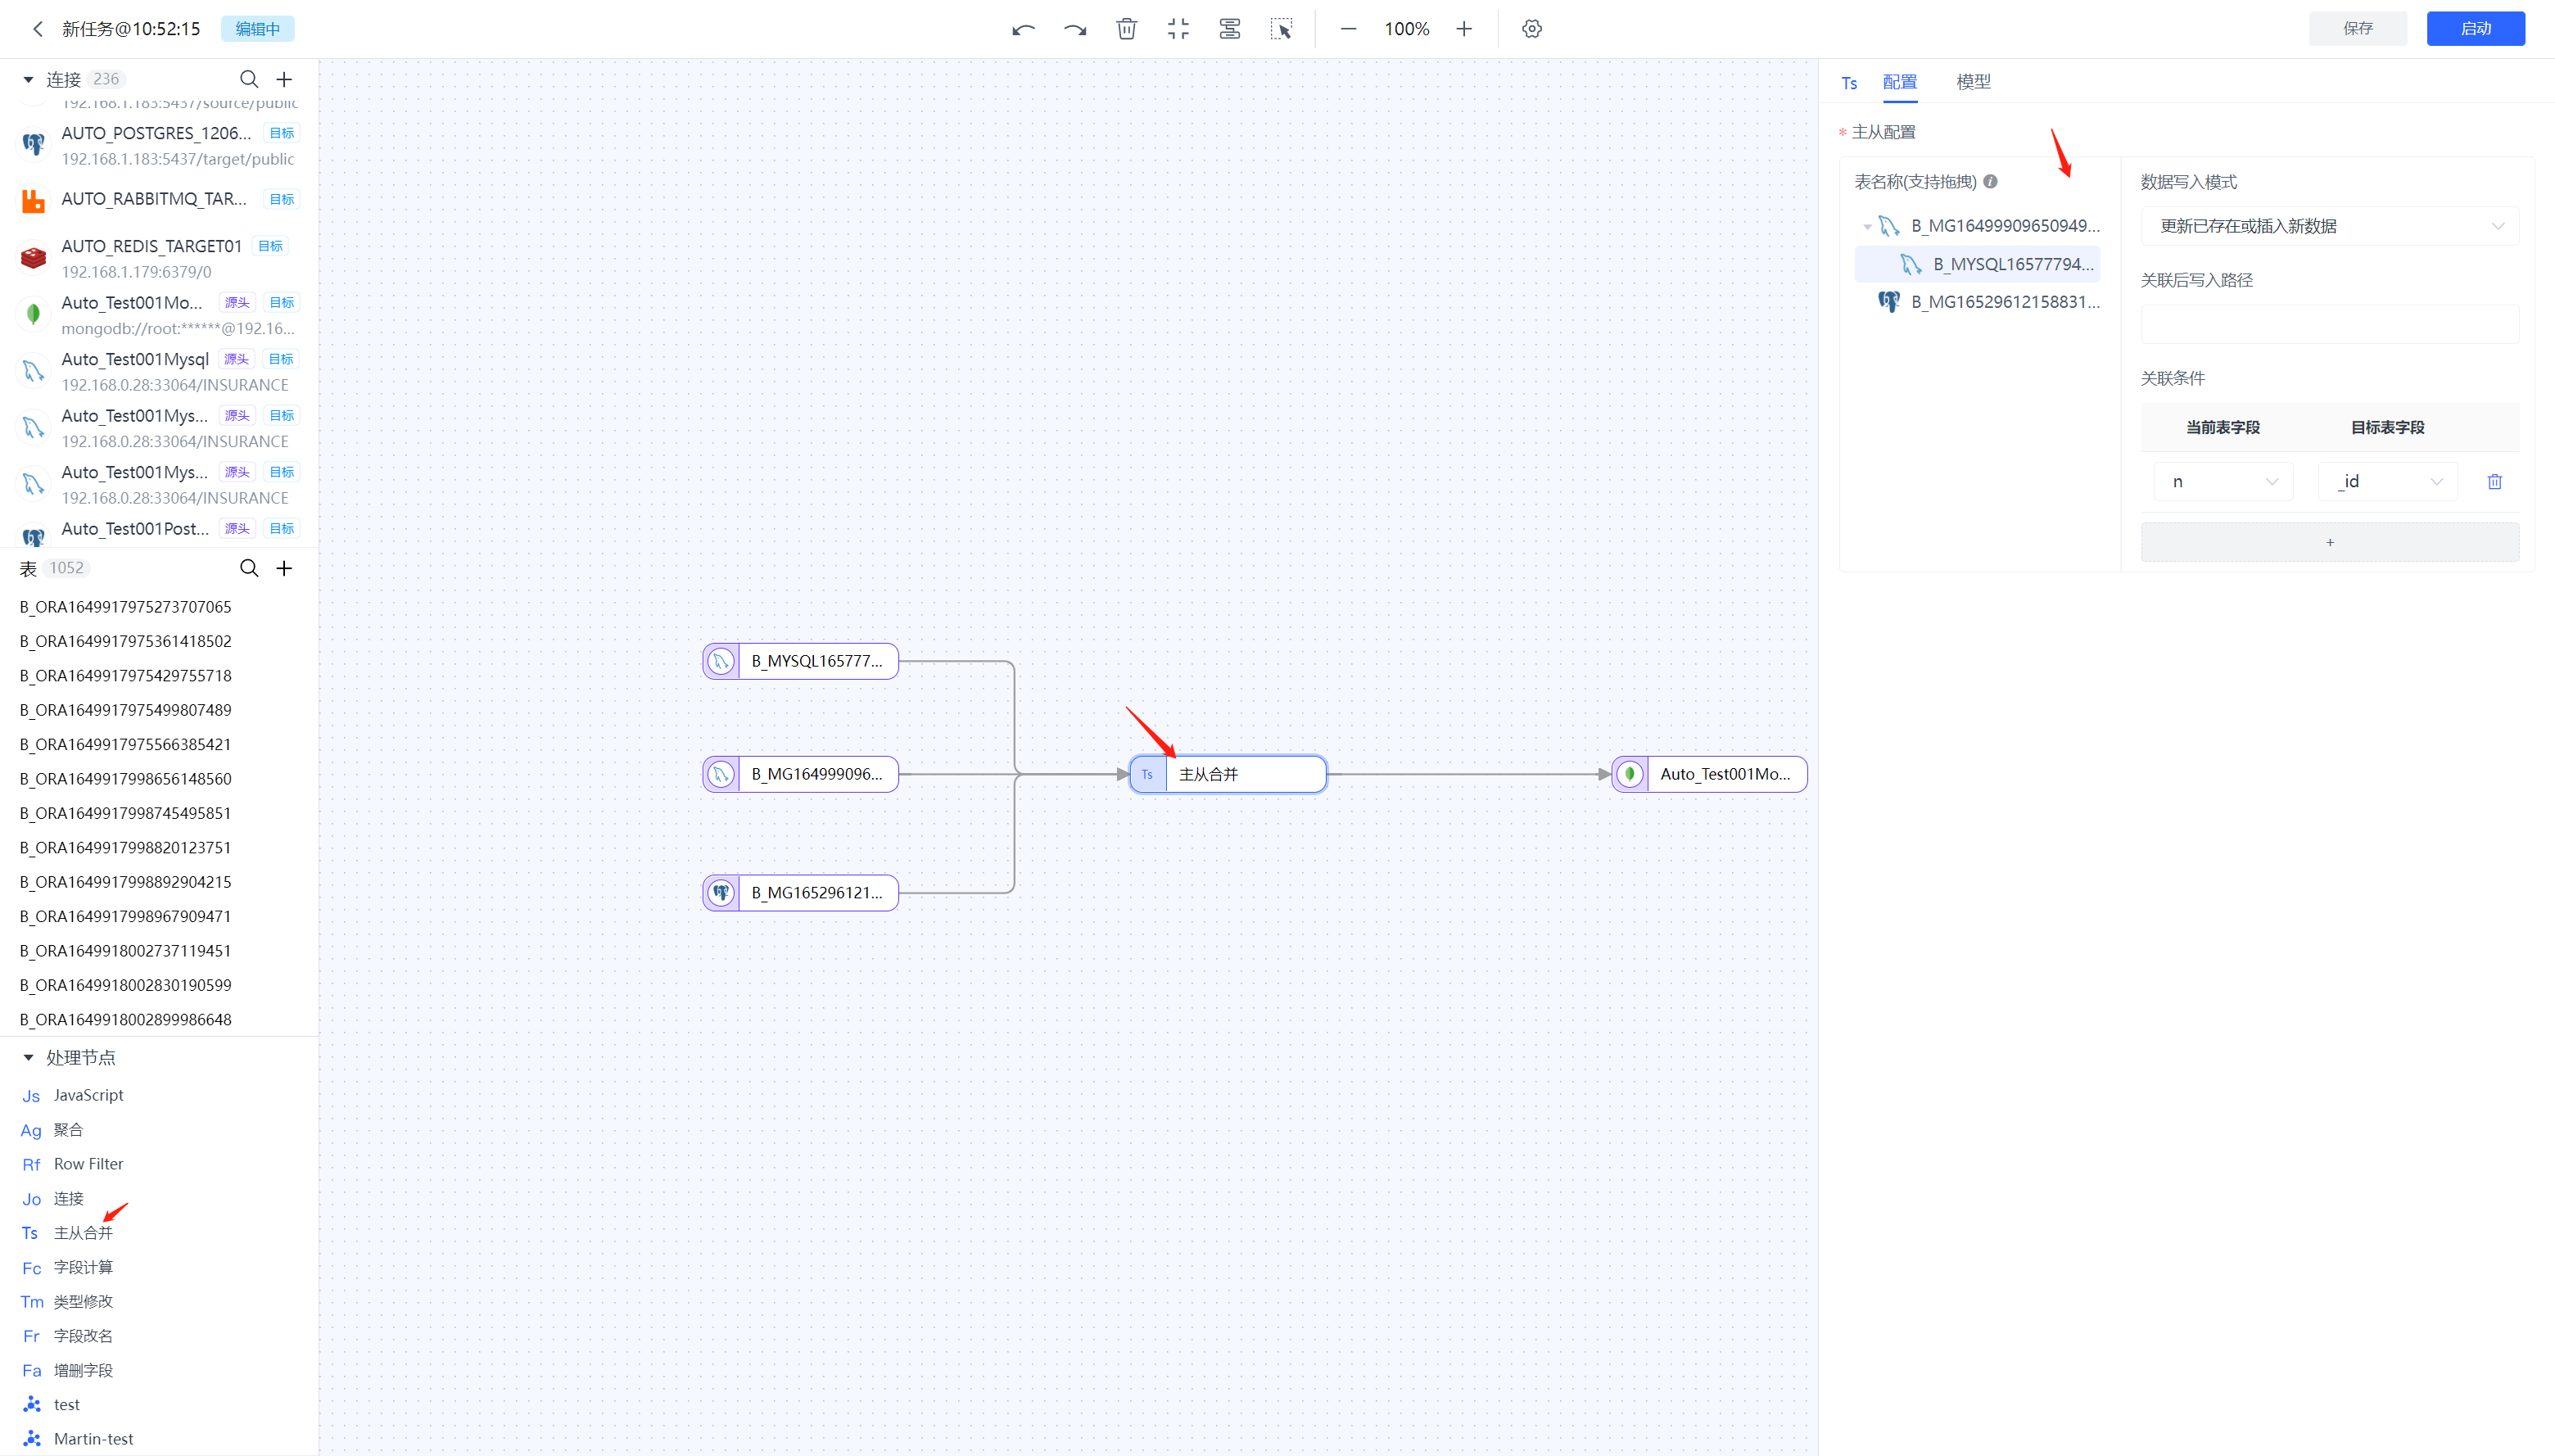 新任务@10:52:15 编辑中
100%
保存 启动
连接 236
192.168.1.183:5437/source/public
AUTO_POSTGRES_1206... 目标
192.168.1.183:5437/target/public
AUTO_RABBITMQ_TAR... 目标
AUTO_REDIS_TARGET01 目标
192.168.1.179:6379/0
Auto_Test001Mo... 源头 目标
mongodb://root:******@192.16...
Auto_Test001Mysql 源头 目标
192.168.0.28:33064/INSURANCE
Auto_Test001Mys... 源头 目标
192.168.0.28:33064/INSURANCE
Auto_Test001Mys... 源头 目标
192.168.0.28:33064/INSURANCE
Auto_Test001Post... 源头 目标
表 1052
B_ORA1649917975273707065
B_ORA1649917975361418502
B_ORA1649917975429755718
B_ORA1649917975499807489
B_ORA1649917975566385421
B_ORA1649917998656148560
B_ORA1649917998745495851
B_ORA1649917998820123751
B_ORA1649917998892904215
B_ORA1649917998967909471
B_ORA1649918002737119451
B_ORA1649918002830190599
B_ORA1649918002899986648
处理节点
Js JavaScript
Ag 聚合
Rf Row Filter
Jo 连接
Ts 主从合并
Fc 字段计算
Tm 类型修改
Fr 字段改名
Fa 增删字段
test
Martin-test
B_MYSQL165777...
B_MG164999096...
B_MG165296121...
Ts 主从合并
Auto_Test001Mo...
Ts 配置 模型
* 主从配置
表名称(支持拖拽)
B_MG16499909650949...
B_MYSQL16577794...
B_MG16529612158831...
数据写入模式
更新已存在或插入新数据
关联后写入路径
关联条件
当前表字段 目标表字段
n _id
+